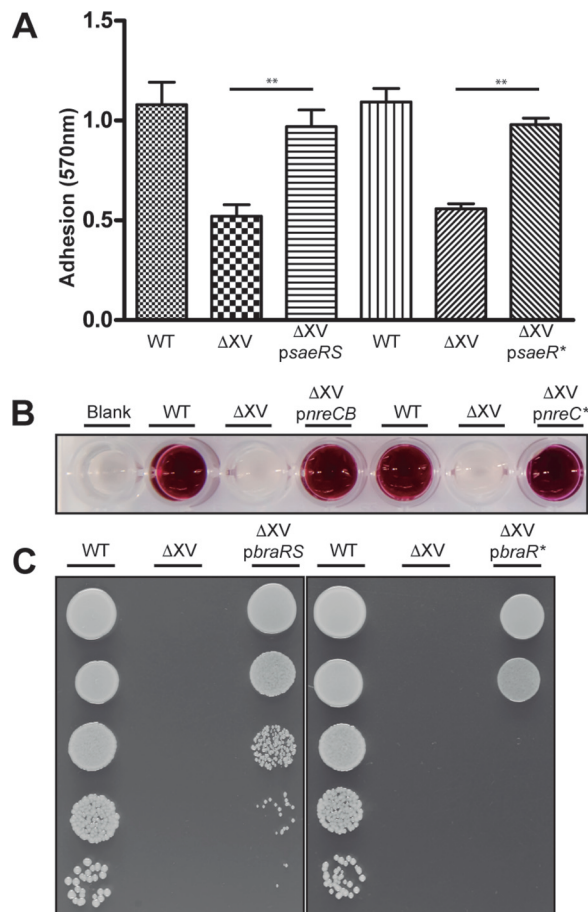 A
1.5
1.0
0.5
0.0
Adhesion (570nm)
** **
WT ΔXV ΔXV psaeRS WT ΔXV ΔXV psaeR*
B
Blank WT ΔXV ΔXV pnreCB WT ΔXV ΔXV pnreC*
C
WT ΔXV ΔXV pbraRS WT ΔXV ΔXV pbraR*